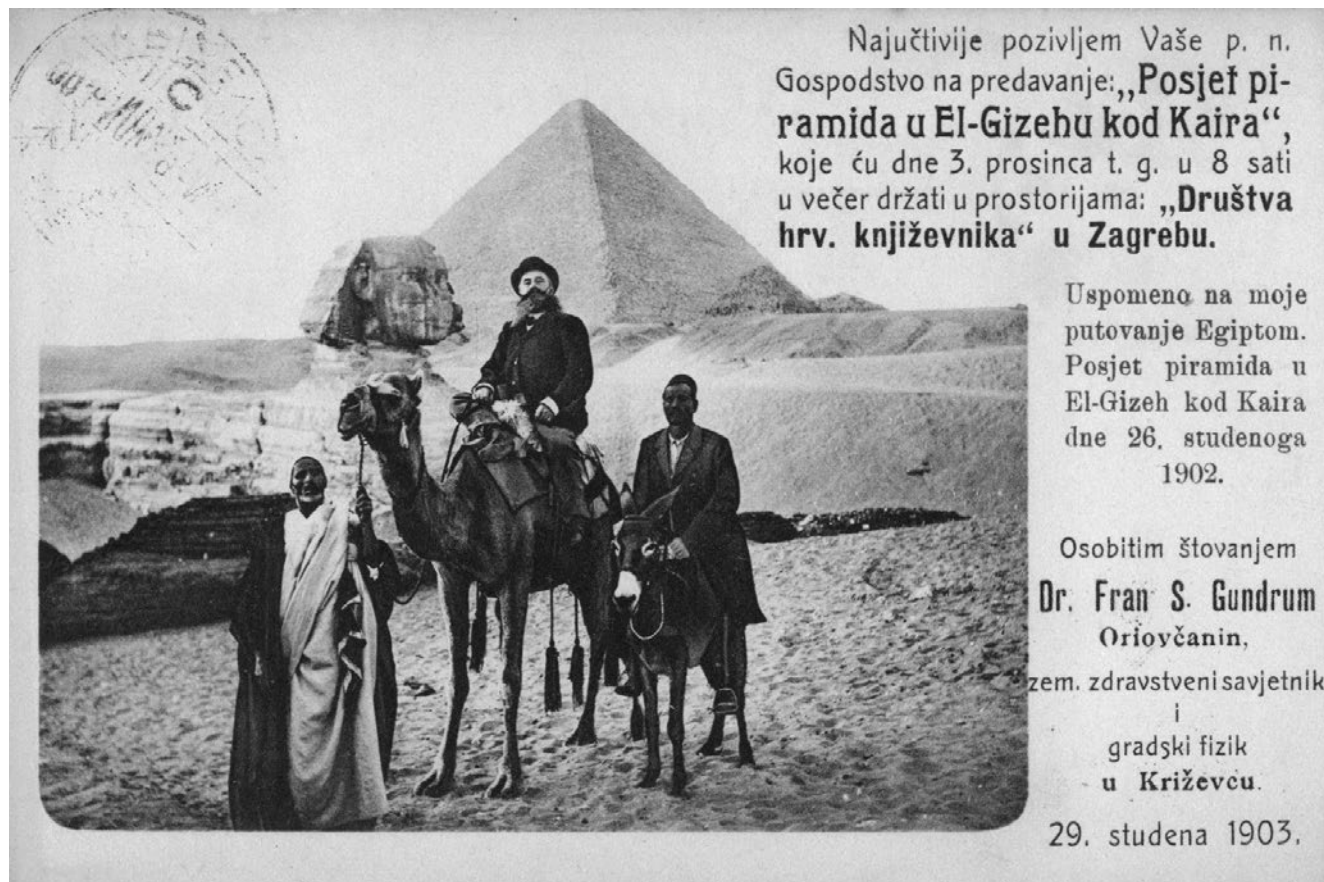 Najučtivije pozivljem Vaše p. n.
Gospodstvo na predavanje: „Posjet pi-
ramida u El-Gizehu kod Kaira“,
koje ću dne 3. prosinca t. g. u 8 sati
u večer držati u prostorijama: „Društva
hrv. književnika“ u Zagrebu.
Uspomena na moje
putovanje Egiptom.
Posjet piramida u
El-Gizeh kod Kaira
dne 26. studenoga
1902.
Osobitim štovanjem
Dr. Fran S. Gundrum
Oriovčanin,
zem. zdravstveni savjetnik
i
gradski fizik
u Križevcu.
29. studena 1903.